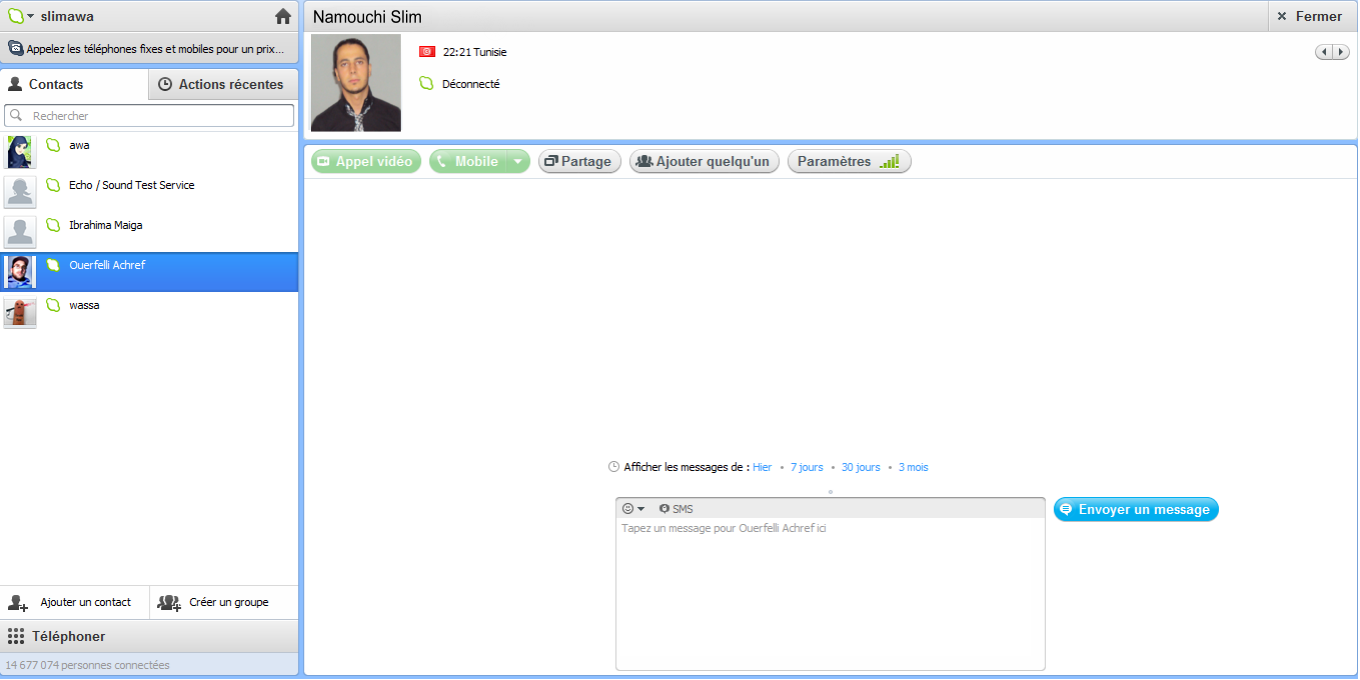 slimawa
Appelez les téléphones fixes et mobiles pour un prix...
Contacts
Actions récentes
Rechercher
awa
Echo / Sound Test Service
Ibrahima Maiga
Ouerfelli Achref
wassa
Ajouter un contact
Créer un groupe
Téléphoner
14 677 074 personnes connectées
Namouchi Slim
× Fermer
22:21 Tunisie
Déconnecté
Appel vidéo
Mobile
Partage
Ajouter quelqu'un
Paramètres
Afficher les messages de : Hier • 7 jours • 30 jours • 3 mois
SMS
Tapez un message pour Ouerfelli Achref ici
Envoyer un message